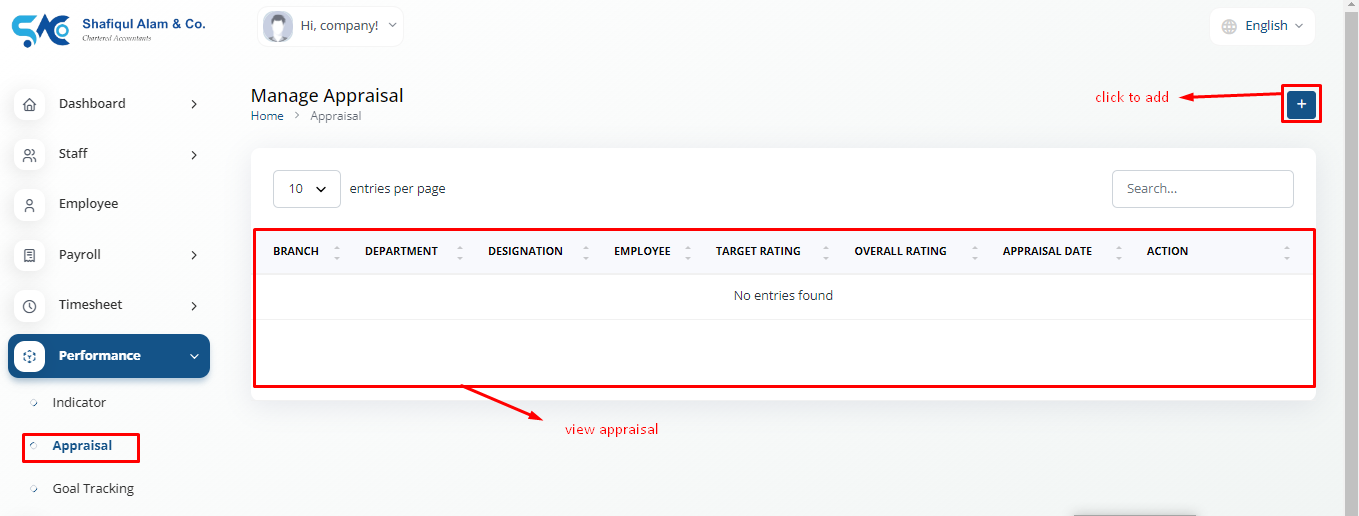 Shafiqul Alam & Co.
Chartered Accountants
Hi, company!
English
Dashboard
Staff
Employee
Payroll
Timesheet
Performance
Indicator
Appraisal
Goal Tracking
Manage Appraisal
Home > Appraisal
click to add
+
10 entries per page
Search...
BRANCH DEPARTMENT DESIGNATION EMPLOYEE TARGET RATING OVERALL RATING APPRAISAL DATE ACTION
No entries found
view appraisal